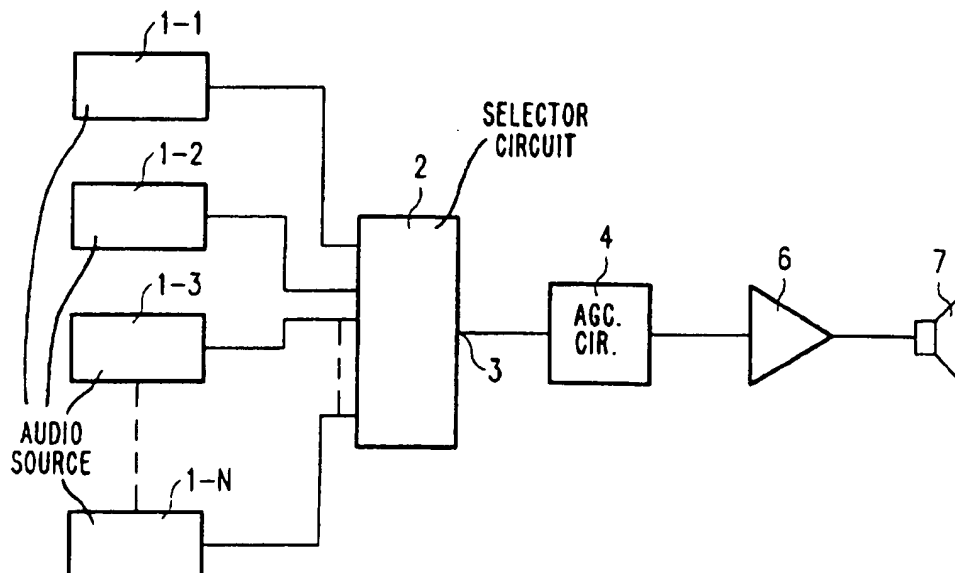 1-1
SELECTOR
CIRCUIT
1-2
2
1-3
4
6
7
AGC.
CIR.
3
AUDIO
SOURCE
1-N